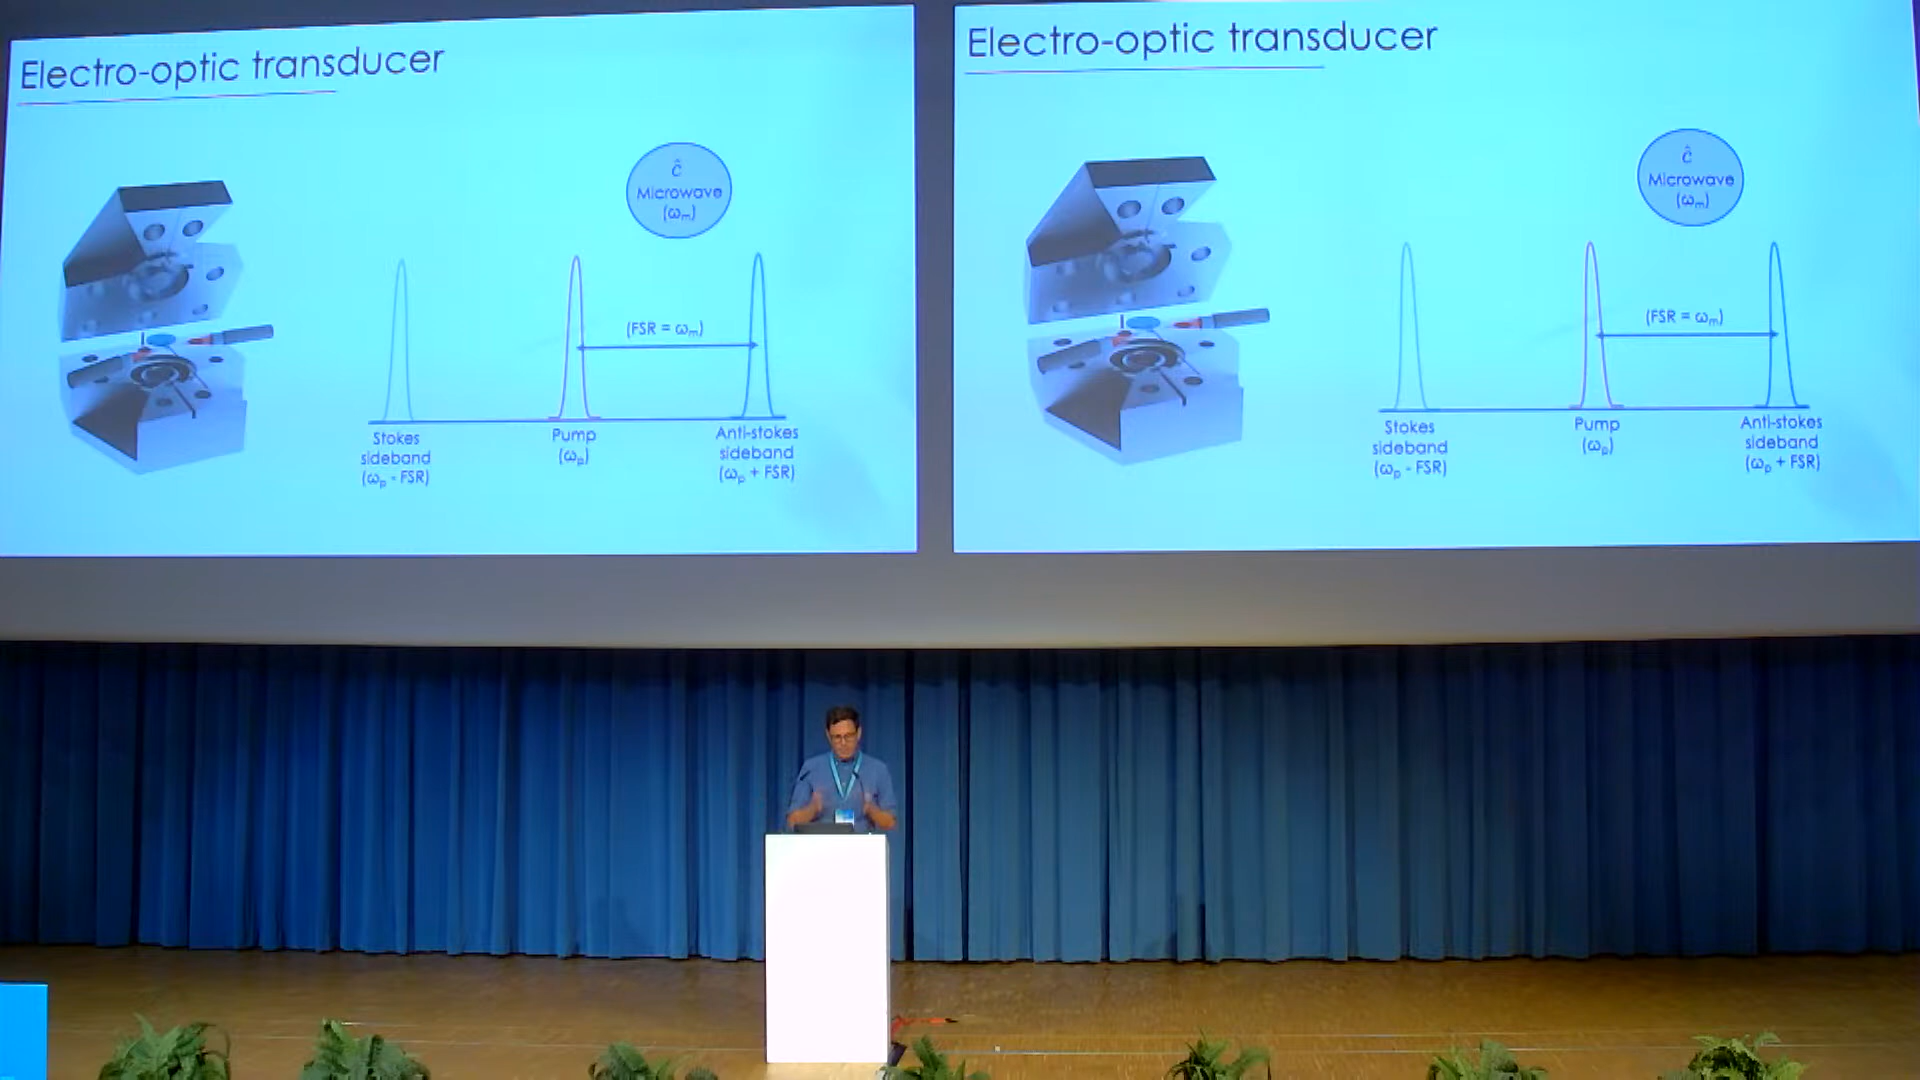 Electro-optic transducer
ĉ
Microwave
(ωₘ)
(FSR = ωₘ)
Stokes
sideband
(ωₚ - FSR)
Pump
(ωₚ)
Anti-stokes
sideband
(ωₚ + FSR)
Electro-optic transducer
ĉ
Microwave
(ωₘ)
(FSR = ωₘ)
Stokes
sideband
(ωₚ - FSR)
Pump
(ωₚ)
Anti-stokes
sideband
(ωₚ + FSR)